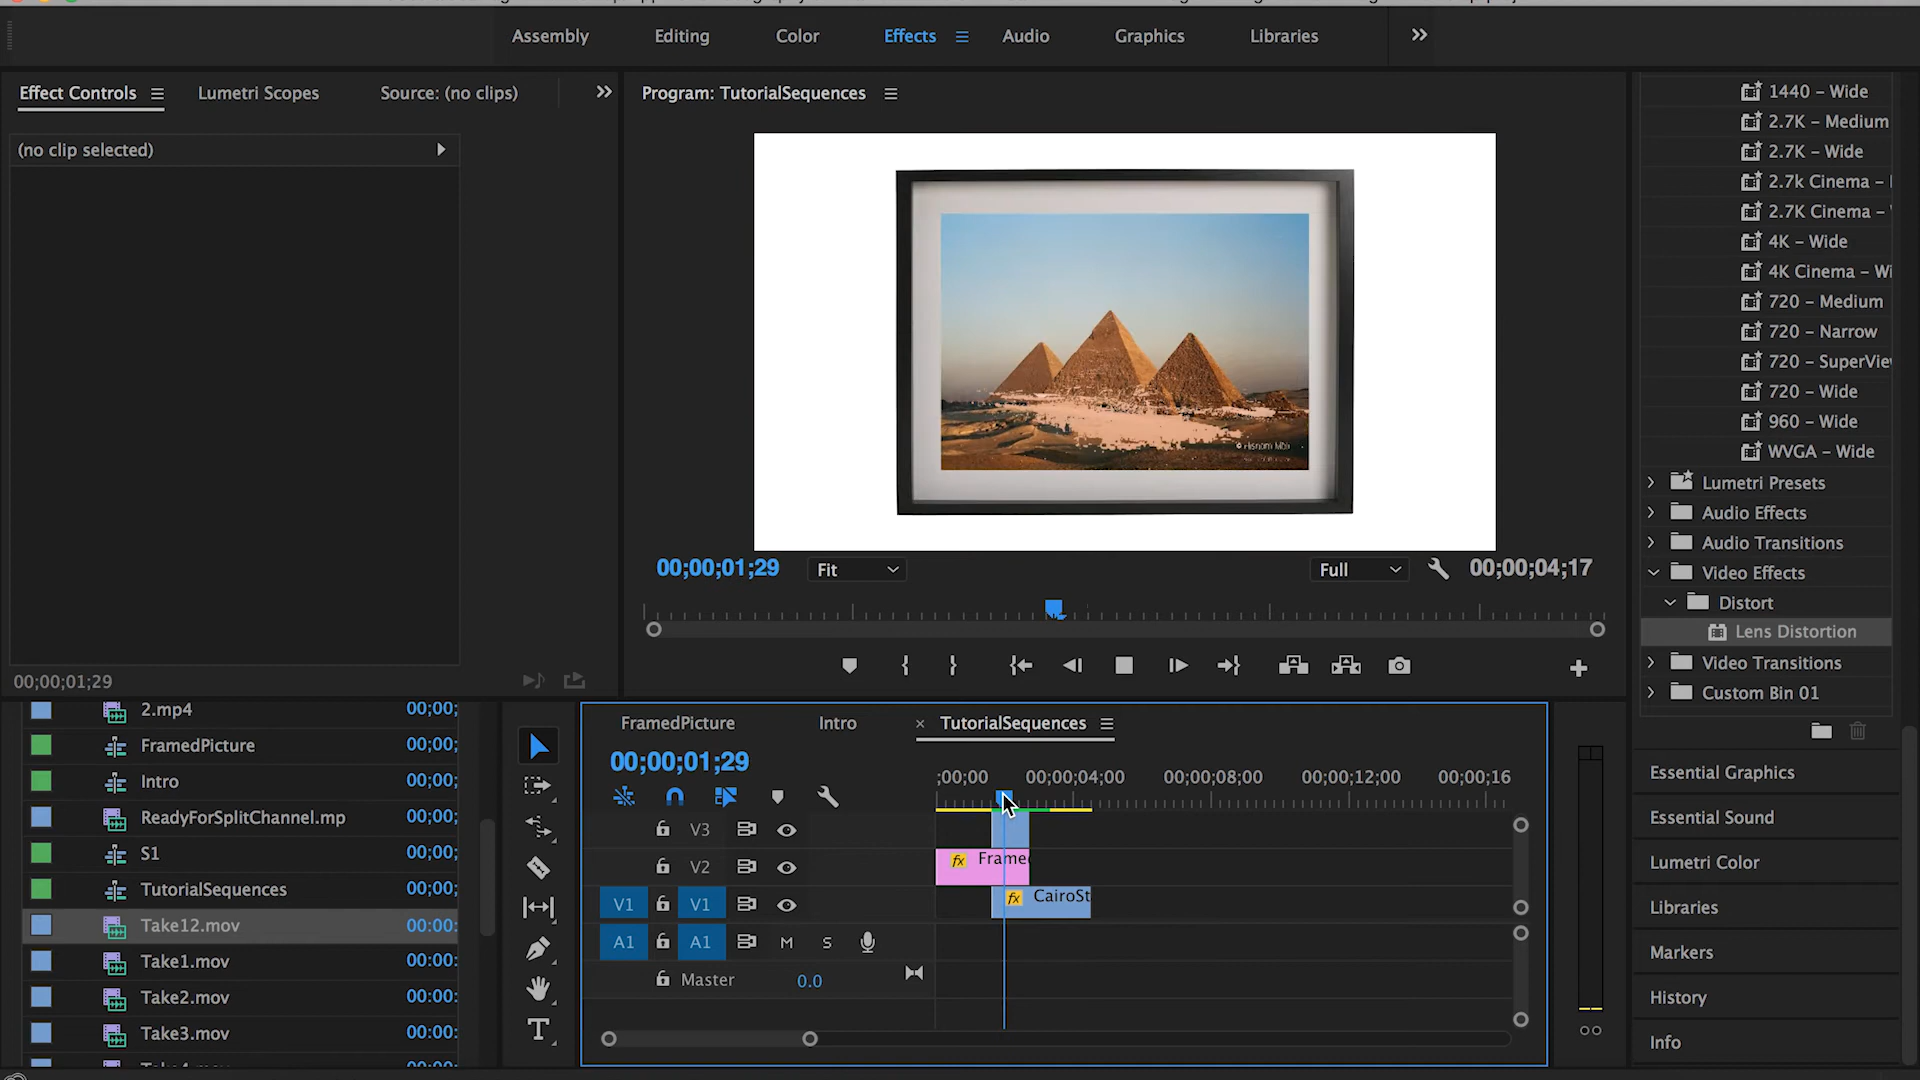 Assembly
Editing
Color
Effects
Audio
Graphics
Libraries
Effect Controls
Lumetri Scopes
Source: (no clips)
Program: TutorialSequences
(no clip selected)
00;00;01;29
Fit
Full
00;00;04;17
00;00;01;29
1440 – Wide
2.7K – Medium
2.7K – Wide
2.7k Cinema –
2.7K Cinema –
4K – Wide
4K Cinema – Wi
720 – Medium
720 – Narrow
720 – SuperVie
720 – Wide
960 – Wide
WVGA – Wide
Lumetri Presets
Audio Effects
Audio Transitions
Video Effects
Distort
Lens Distortion
Video Transitions
Custom Bin 01
2.mp4 00;00;
FramedPicture 00;00;
Intro 00;00;
ReadyForSplitChannel.mp 00;00;
S1 00;00;
TutorialSequences 00;00;
Take12.mov 00:00:
Take1.mov 00:00:
Take2.mov 00:00:
Take3.mov 00:00:
FramedPicture
Intro
TutorialSequences
00;00;01;29
;00;00 00;00;04;00 00;00;08;00 00;00;12;00 00;00;16
V3
V2
fx Frame
V1 V1
fx CairoSt
A1 A1 M S
Master 0.0
T
Essential Graphics
Essential Sound
Lumetri Color
Libraries
Markers
History
Info